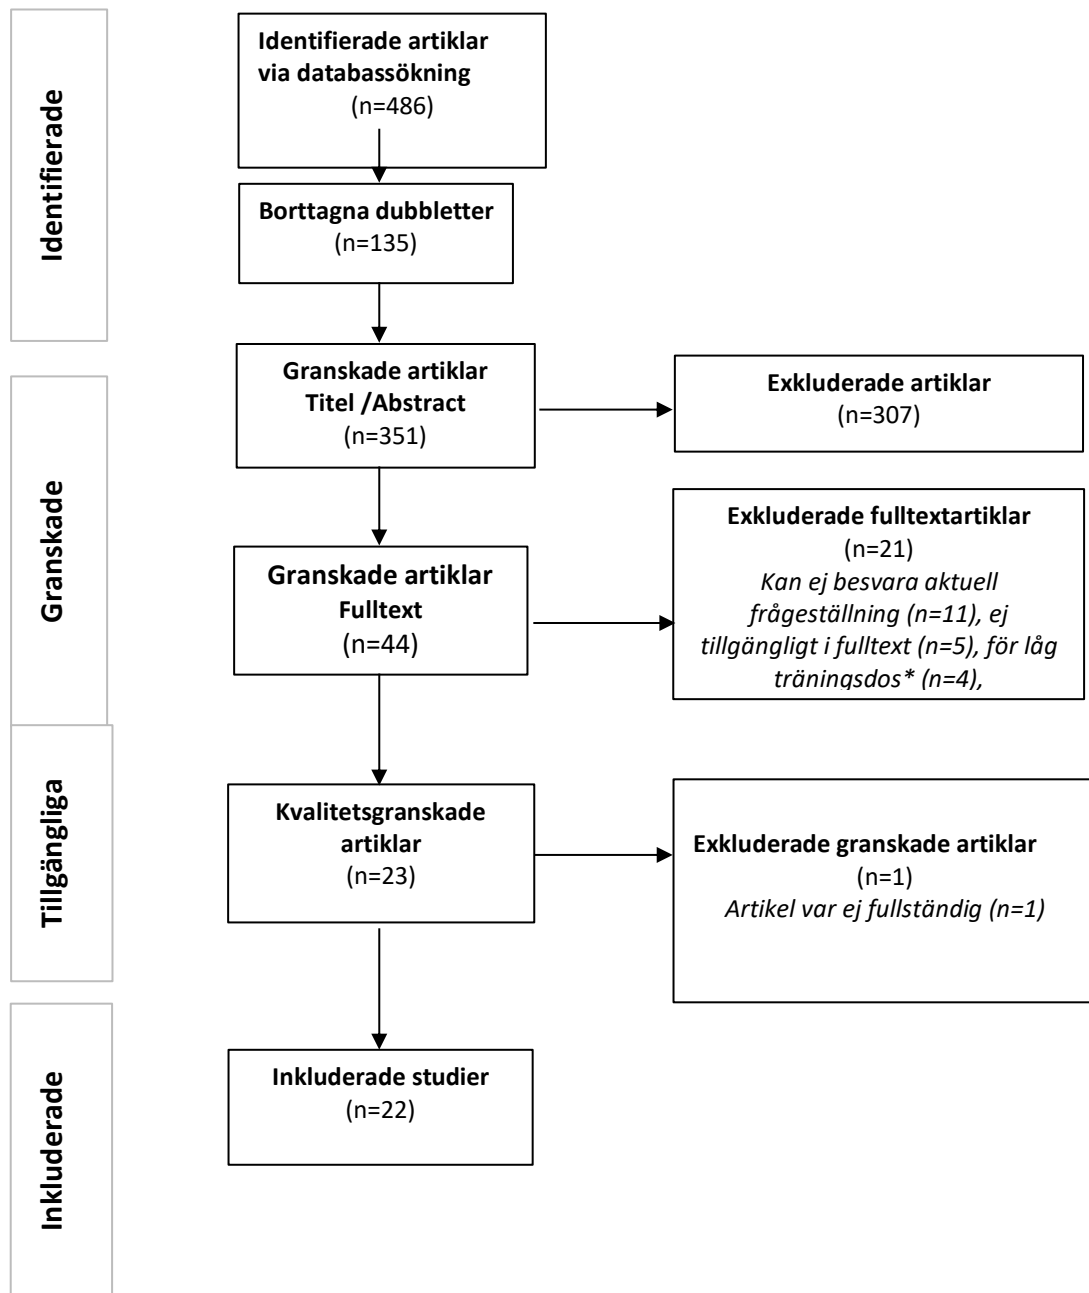 Identifierade
Identifierade artiklar
via databassökning
(n=486)
Borttagna dubbletter
(n=135)
Granskade
Granskade artiklar
Titel /Abstract
(n=351)
Exkluderade artiklar
(n=307)
Granskade artiklar
Fulltext
(n=44)
Exkluderade fulltextartiklar
(n=21)
Kan ej besvara aktuell
frågeställning (n=11), ej
tillgängligt i fulltext (n=5), för låg
träningsdos* (n=4),
Tillgängliga
Kvalitetsgranskade
artiklar
(n=23)
Exkluderade granskade artiklar
(n=1)
Artikel var ej fullständig (n=1)
Inkluderade
Inkluderade studier
(n=22)